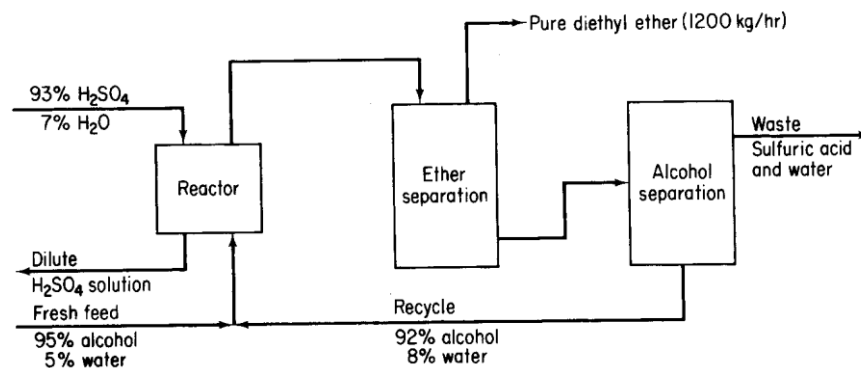 Pure diethyl ether (1200 kg/hr)
93% H₂SO₄
7% H₂O
Reactor
Ether
separation
Alcohol
separation
Waste
Sulfuric acid
and water
Dilute
H₂SO₄ solution
Fresh feed
95% alcohol
5% water
Recycle
92% alcohol
8% water